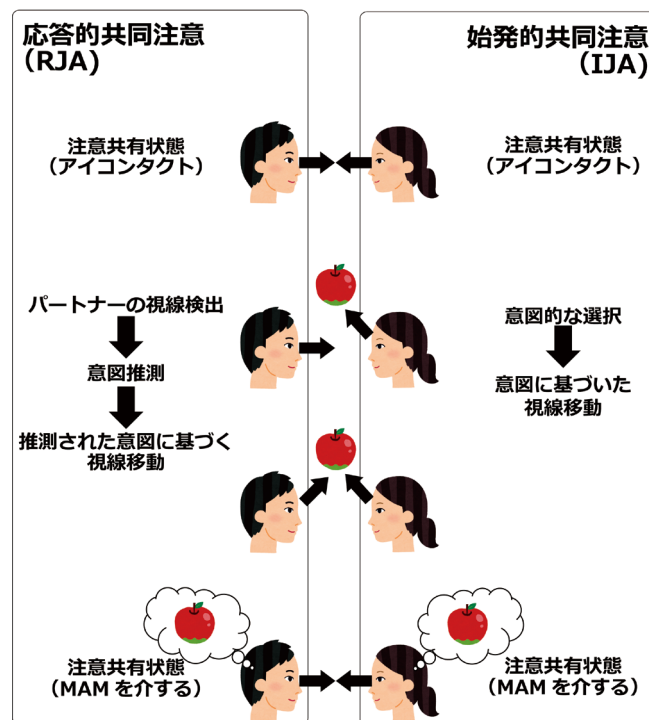 応答的共同注意
（RJA)
注意共有状態
（アイコンタクト）
パートナーの視線検出
意図推測
推測された意図に基づく
視線移動
注意共有状態
（MAM を介する）
始発的共同注意
（IJA)
注意共有状態
（アイコンタクト）
意図的な選択
意図に基づいた
視線移動
注意共有状態
（MAM を介する）